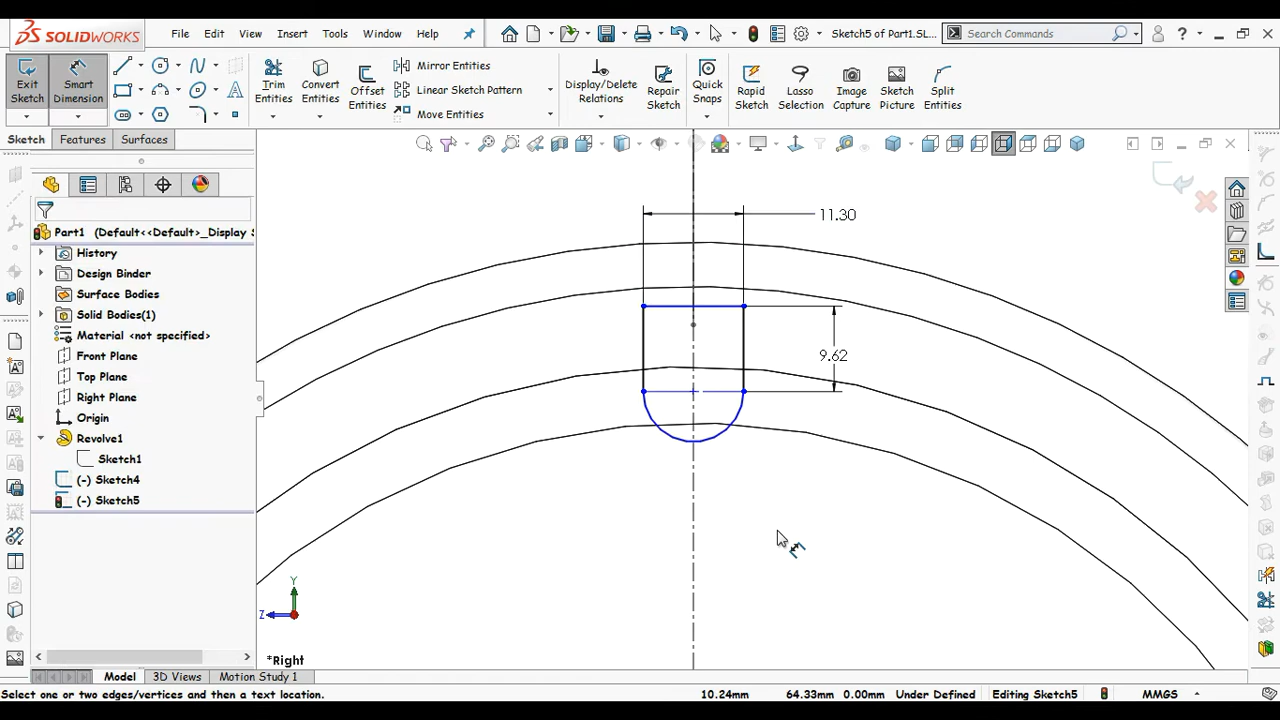 SOLIDWORKS File Edit View Insert Tools Window Help Sketch5 of Part1.SL... Search Commands
Exit Sketch Smart Dimension Trim Entities Convert Entities Offset Entities Mirror Entities Display/Delete Relations Repair Sketch Quick Snaps Rapid Sketch Lasso Selection Image Capture Sketch Picture Split Entities
Linear Sketch Pattern
Move Entities
Sketch Features Surfaces
11.30
Part1 (Default<<Default>_Display S
History
Design Binder
Surface Bodies
Solid Bodies(1)
Material <not specified>
Front Plane
9.62
Top Plane
Right Plane
Origin
Revolve1
Sketch1
(-) Sketch4
(-) Sketch5
Y
Z
*Right
Model 3D Views Motion Study 1
Select one or two edges/vertices and then a text location. 10.24mm 64.33mm 0.00mm Under Defined Editing Sketch5 MMGS